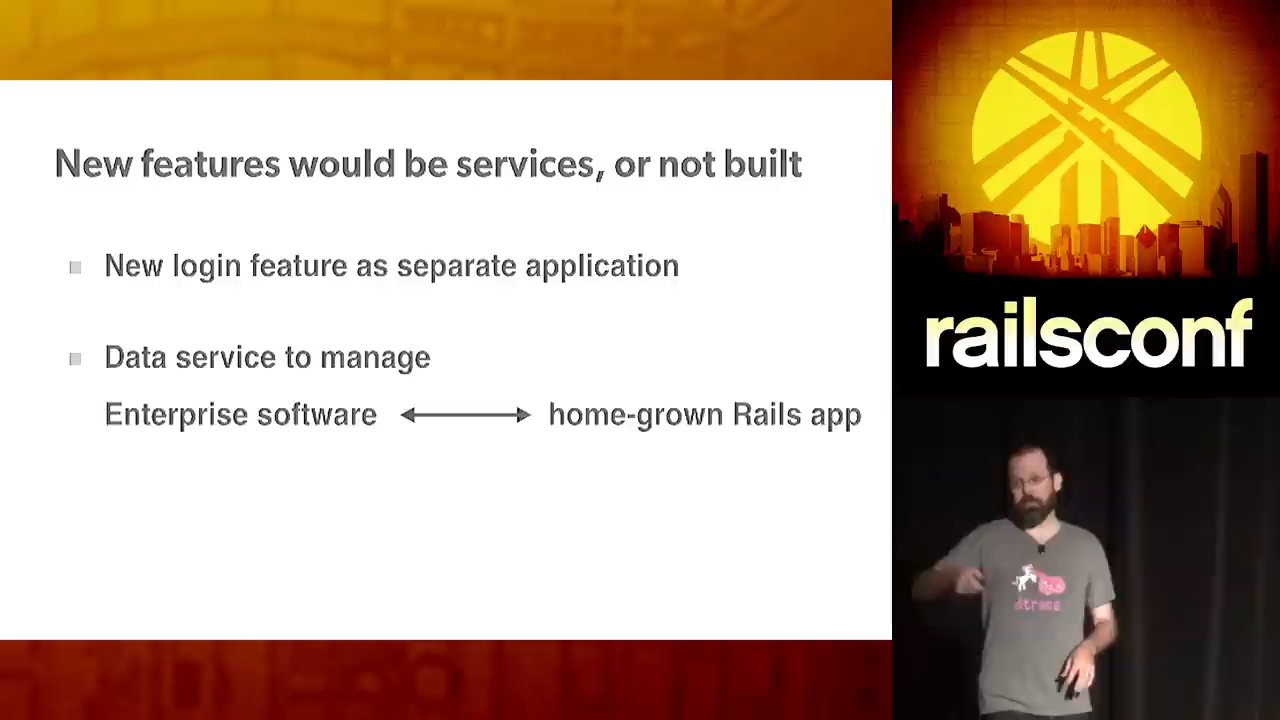 New features would be services, or not built
New login feature as separate application
Data service to manage
Enterprise software home-grown Rails app
railsconf
dtrace